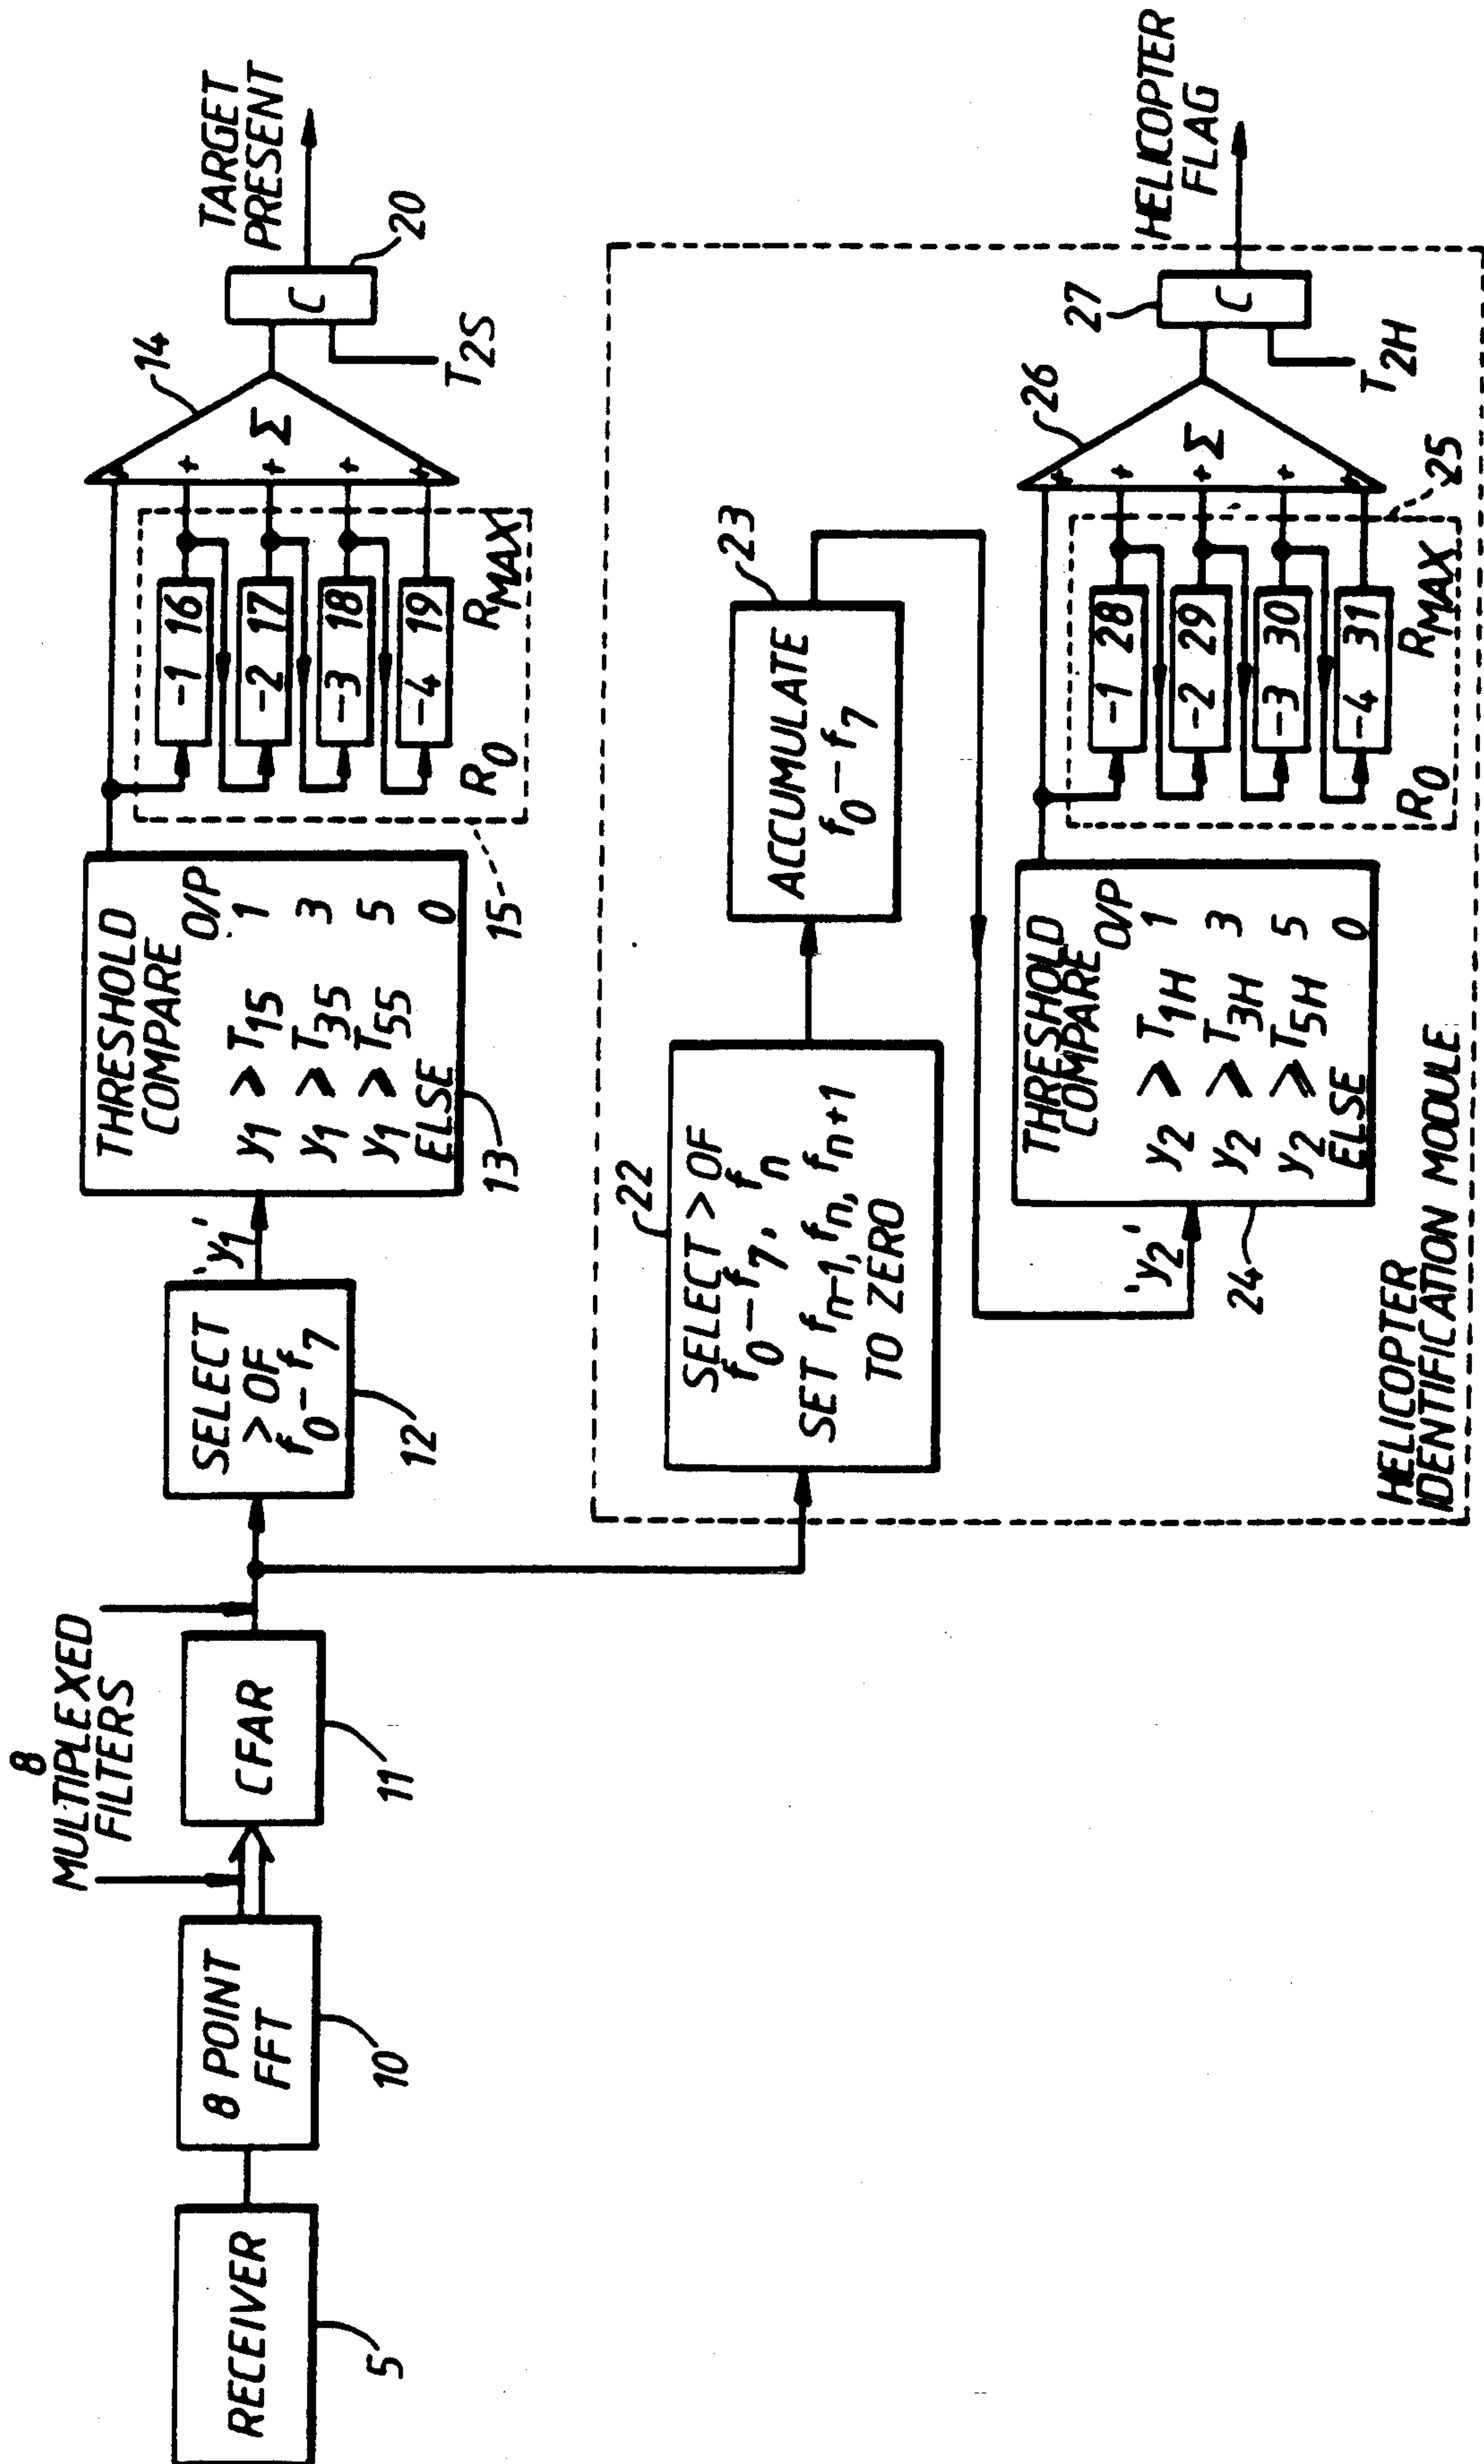 8
MULTIPLEXED
FILTERS
RECEIVER
5
8 POINT
FFT
10
CFAR
11
SELECT
> OF
f0 – f7
12
'y1'
THRESHOLD
COMPARE
O/P
y1 > T15 1
y1 > T35 3
y1 > T55 5
ELSE 0
13
15
-1 16
-2 17
-3 18
-4 19
R0
RMAX
+
+
+
+
+
Σ
14
C
20
T2S
TARGET
PRESENT
22
SELECT > OF
f0 – f7, fn
SET fn-1, fn, fn+1
TO ZERO
23
ACCUMULATE
f0 – f7
'y2'
24
THRESHOLD
COMPARE
O/P
y2 > T1H 1
y2 > T3H 3
y2 ⩾ T5H 5
ELSE 0
-1 28
-2 29
-3 30
-4 31
R0
RMAX
25
+
+
+
+
+
Σ
26
C
27
T2H
HELICOPTER
FLAG
HELICOPTER
IDENTIFICATION MODULE